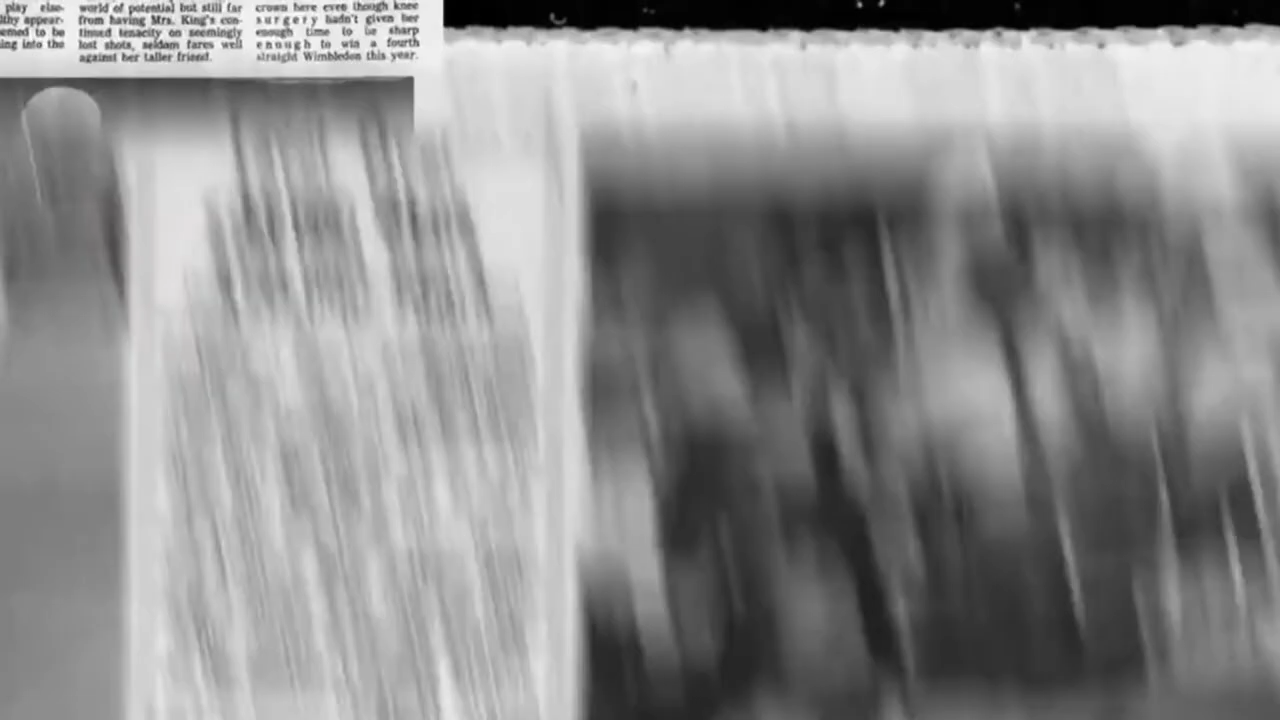 play else-
lthy appear-
emed to be
ing into the
world of potential but still far
from having Mrs. King's con-
tinued tenacity on seemingly
lost shots, seldom fares well
against her taller friend.
crown here even though knee
surgery hadn't given her
enough time to be sharp
enough to win a fourth
straight Wimbledon this year.